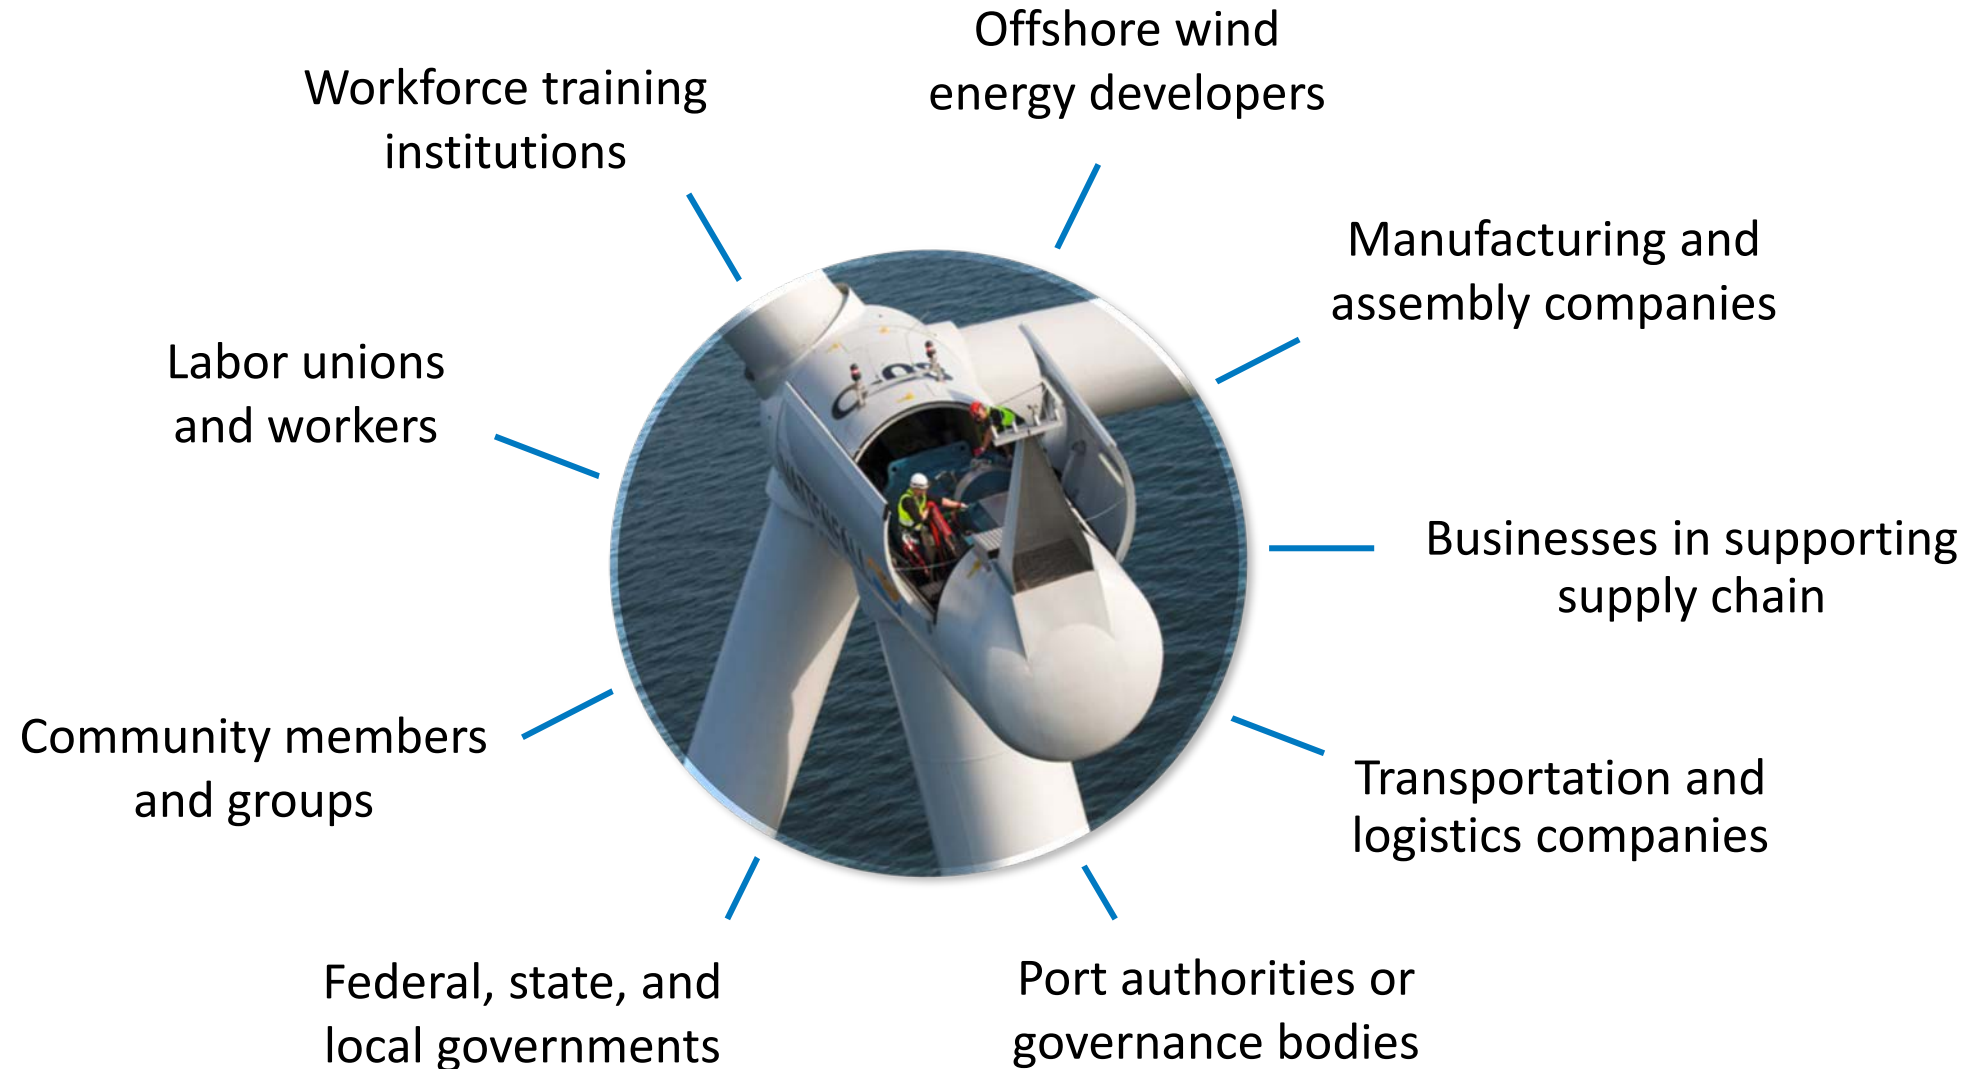 Offshore wind
energy developers
Workforce training
institutions
Manufacturing and
assembly companies
Labor unions
and workers
Businesses in supporting
supply chain
Community members
and groups
Transportation and
logistics companies
Federal, state, and
local governments
Port authorities or
governance bodies